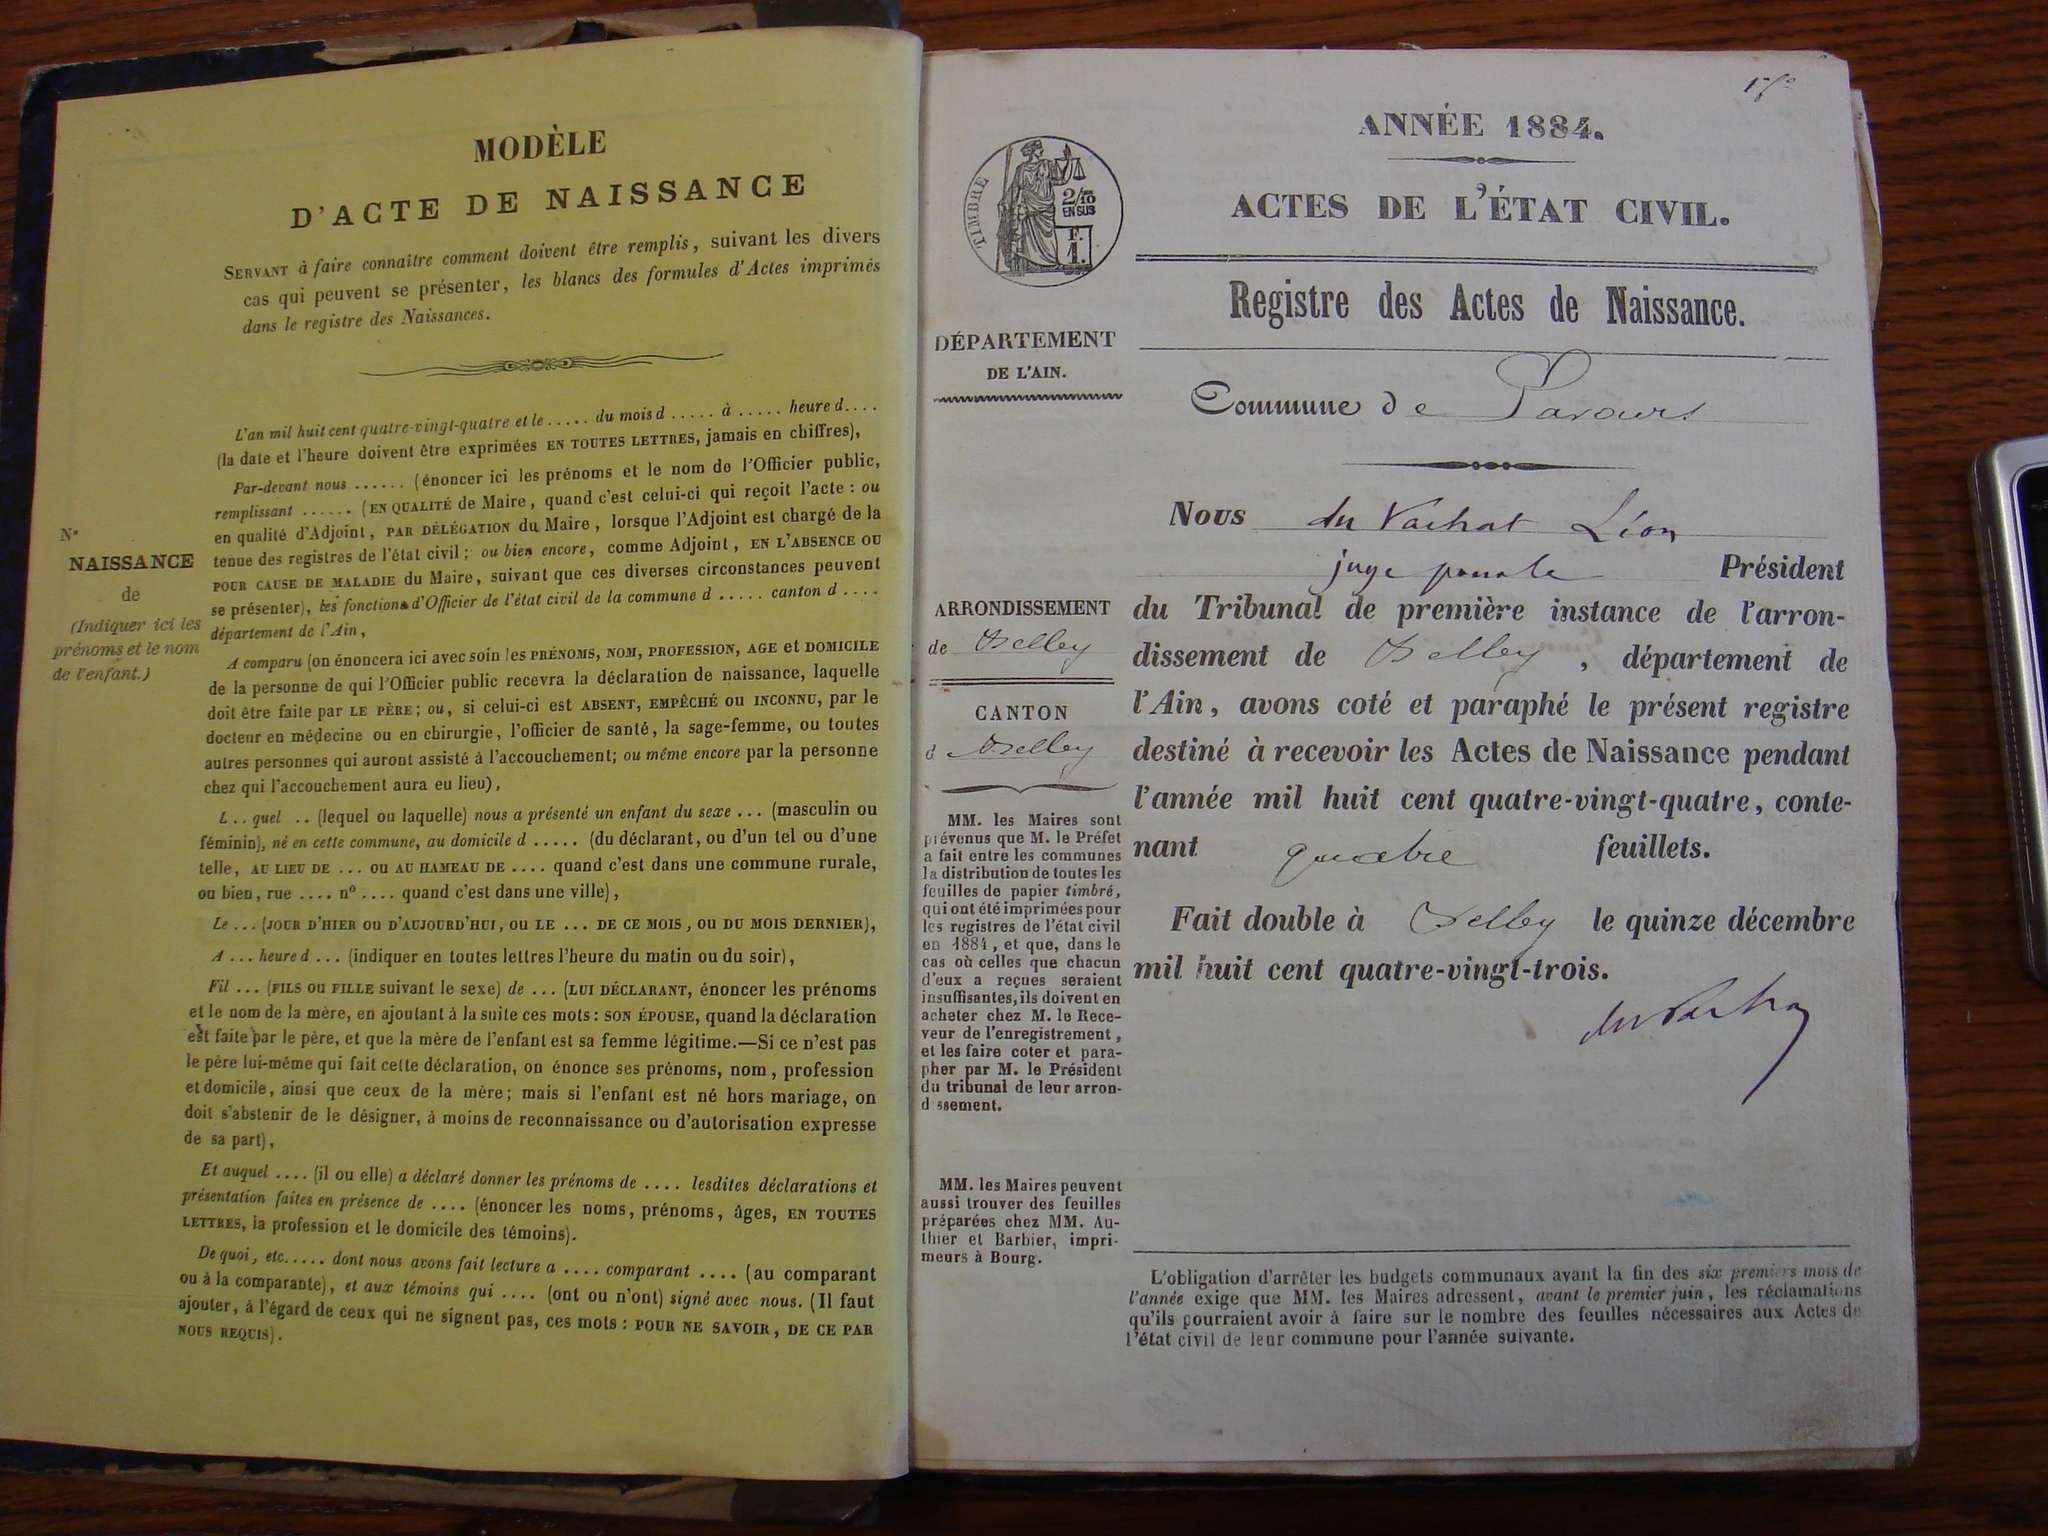 MODÈLE
D'ACTE DE NAISSANCE
SERVANT à faire connaître comment doivent être remplis, suivant les divers
cas qui peuvent se présenter, les blancs des formules d'Actes imprimés
dans le registre des Naissances.
L'an mil huit cent quatre-vingt-quatre et le ..... du mois d ..... à ..... heure d....
(la date et l'heure doivent être exprimées EN TOUTES LETTRES, jamais en chiffres),
Par-devant nous ...... (énoncer ici les prénoms et le nom de l'Officier public,
remplissant ...... (EN QUALITÉ de Maire, quand c'est celui-ci qui reçoit l'acte : ou
en qualité d'Adjoint, PAR DÉLÉGATION du Maire, lorsque l'Adjoint est chargé de la
tenue des registres de l'état civil; ou bien encore, comme Adjoint, EN L'ABSENCE OU
POUR CAUSE DE MALADIE du Maire, suivant que ces diverses circonstances peuvent
se présenter), les fonctions d'Officier de l'état civil de la commune d ..... canton d ....
département de l'Ain,
N°
NAISSANCE
de
(Indiquer ici les
prénoms et le nom
de l'enfant.)
A comparu (on énoncera ici avec soin les PRÉNOMS, NOM, PROFESSION, AGE et DOMICILE
de la personne de qui l'Officier public recevra la déclaration de naissance, laquelle
doit être faite par LE PÈRE; ou, si celui-ci est ABSENT, EMPÊCHÉ OU INCONNU, par le
docteur en médecine ou en chirurgie, l'officier de santé, la sage-femme, ou toutes
autres personnes qui auront assisté à l'accouchement; ou même encore par la personne
chez qui l'accouchement aura eu lieu),
L .. quel .. (lequel ou laquelle) nous a présenté un enfant du sexe ... (masculin ou
féminin), né en cette commune, au domicile d ..... (du déclarant, ou d'un tel ou d'une
telle, AU LIEU DE ... OU AU HAMEAU DE .... quand c'est dans une commune rurale,
ou bien, rue .... n° .... quand c'est dans une ville),
Le ... (JOUR D'HIER OU D'AUJOURD'HUI, OU LE ... DE CE MOIS, OU DU MOIS DERNIER),
A ... heure d ... (indiquer en toutes lettres l'heure du matin ou du soir),
Fil ... (FILS OU FILLE suivant le sexe) de ... (LUI DÉCLARANT, énoncer les prénoms
et le nom de la mère, en ajoutant à la suite ces mots : SON ÉPOUSE, quand la déclaration
est faite par le père, et que la mère de l'enfant est sa femme légitime.—Si ce n'est pas
le père lui-même qui fait cette déclaration, on énonce ses prénoms, nom, profession
et domicile, ainsi que ceux de la mère; mais si l'enfant est né hors mariage, on
doit s'abstenir de le désigner, à moins de reconnaissance ou d'autorisation expresse
de sa part),
Et auquel .... (il ou elle) a déclaré donner les prénoms de .... lesdites déclarations et
présentation faites en présence de .... (énoncer les noms, prénoms, âges, EN TOUTES
LETTRES, la profession et le domicile des témoins).
De quoi, etc..... dont nous avons fait lecture a .... comparant .... (au comparant
ou à la comparante), et aux témoins qui .... (ont ou n'ont) signé avec nous. (Il faut
ajouter, à l'égard de ceux qui ne signent pas, ces mots : POUR NE SAVOIR, DE CE PAR
NOUS REQUIS).
ANNÉE 1884.
TIMBRE
2/10
EN SUS
F.
1.
ACTES DE L'ÉTAT CIVIL.
Registre des Actes de Naissance.
DÉPARTEMENT
DE L'AIN.
Commune de Parves
Nous du Vachat Léon
juge Président
du Tribunal de première instance de l'arron-
dissement de Belley, département de
l'Ain, avons coté et paraphé le présent registre
destiné à recevoir les Actes de Naissance pendant
l'année mil huit cent quatre-vingt-quatre, conte-
nant quatre feuillets.
Fait double à Belley le quinze décembre
mil huit cent quatre-vingt-trois.
du Vachat
ARRONDISSEMENT
de Belley
CANTON
d Belley
MM. les Maires sont
prévenus que M. le Préfet
a fait entre les communes
la distribution de toutes les
feuilles de papier timbré,
qui ont été imprimées pour
les registres de l'état civil
en 1884, et que, dans le
cas où celles que chacun
d'eux a reçues seraient
insuffisantes, ils doivent en
acheter chez M. le Rece-
veur de l'enregistrement,
et les faire coter et para-
pher par M. le Président
du tribunal de leur arron-
dissement.
MM. les Maires peuvent
aussi trouver des feuilles
préparées chez MM. Au-
thier et Barbier, impri-
meurs à Bourg.
L'obligation d'arrêter les budgets communaux avant la fin des six premiers mois de
l'année exige que MM. les Maires adressent, avant le premier juin, les réclamations
qu'ils pourraient avoir à faire sur le nombre des feuilles nécessaires aux Actes de
l'état civil de leur commune pour l'année suivante.